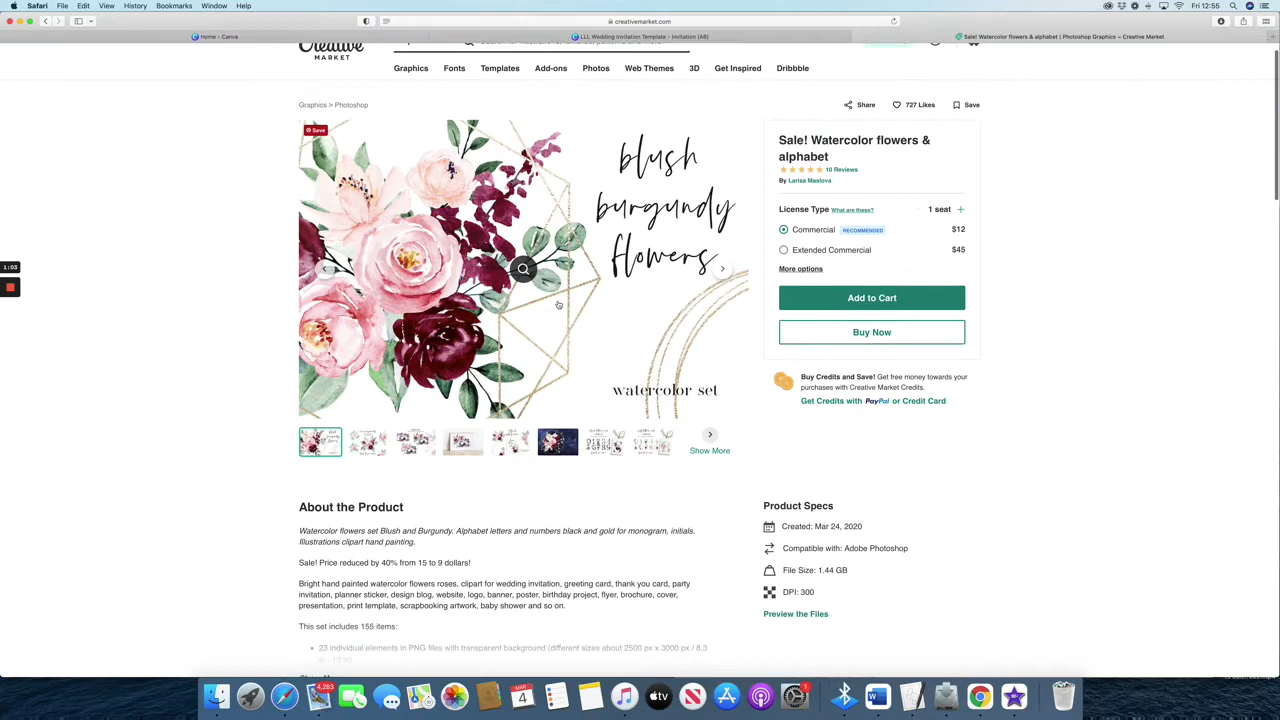 Safari File Edit View History Bookmarks Window Help
Fri 12:55
creativemarket.com
Home - Canva
LLL Wedding Invitation Template - Invitation (A6)
Sale! Watercolor flowers & alphabet | Photoshop Graphics ~ Creative Market
Creative
MARKET
Graphics Fonts Templates Add-ons Photos Web Themes 3D Get Inspired Dribbble
Graphics > Photoshop
Share 727 Likes Save
Save
blush
burgundy
flowers
watercolor set
Sale! Watercolor flowers &
alphabet
10 Reviews
By Larisa Maslova
License Type What are these? - 1 seat +
Commercial RECOMMENDED $12
Extended Commercial $45
More options
Add to Cart
Buy Now
Buy Credits and Save! Get free money towards your
purchases with Creative Market Credits.
Get Credits with PayPal or Credit Card
1:03
Show More
About the Product
Watercolor flowers set Blush and Burgundy. Alphabet letters and numbers black and gold for monogram, initials.
Illustrations clipart hand painting.
Sale! Price reduced by 40% from 15 to 9 dollars!
Bright hand painted watercolor flowers roses, clipart for wedding invitation, greeting card, thank you card, party
invitation, planner sticker, design blog, website, logo, banner, poster, birthday project, flyer, brochure, cover,
presentation, print template, scrapbooking artwork, baby shower and so on.
This set includes 155 items:
• 23 individual elements in PNG files with transparent background (different sizes about 2500 px x 3000 px / 8,3
Product Specs
Created: Mar 24, 2020
Compatible with: Adobe Photoshop
File Size: 1.44 GB
DPI: 300
Preview the Files
4,283
MAR
4
tv
1